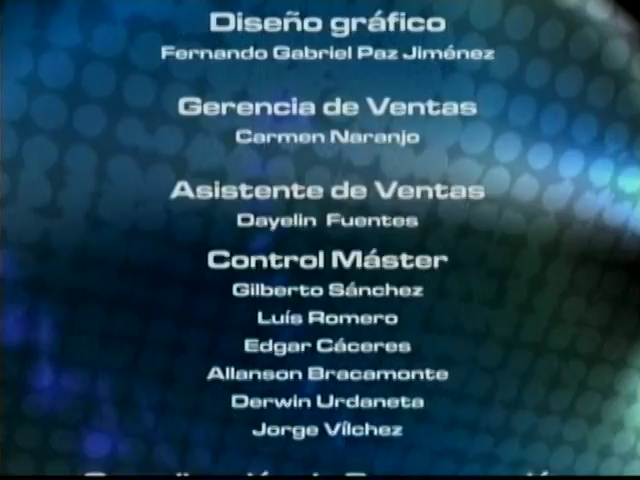 Diseño gráfico
Fernando Gabriel Paz Jiménez
Gerencia de Ventas
Carmen Naranjo
Asistente de Ventas
Dayelin Fuentes
Control Máster
Gilberto Sánchez
Luís Romero
Edgar Cáceres
Allanson Bracamonte
Derwin Urdaneta
Jorge Vílchez